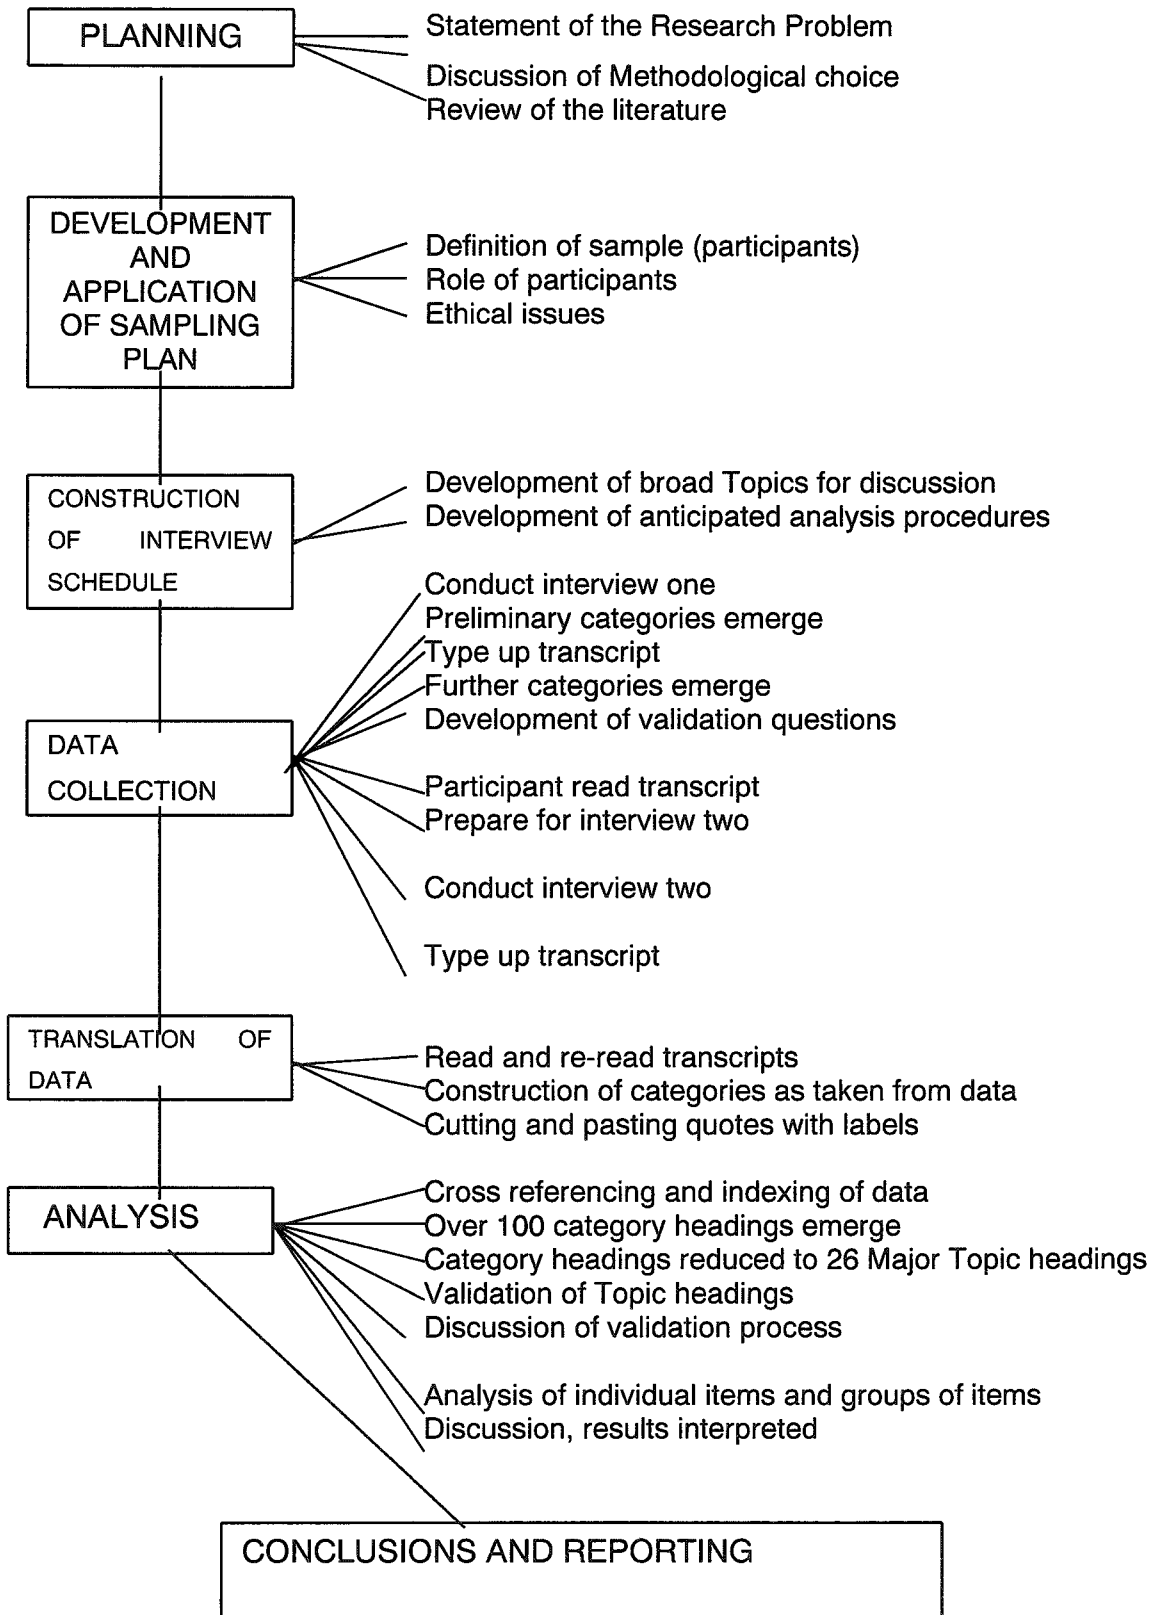 PLANNING
Statement of the Research Problem
Discussion of Methodological choice
Review of the literature
DEVELOPMENT
AND
APPLICATION
OF SAMPLING
PLAN
Definition of sample (participants)
Role of participants
Ethical issues
CONSTRUCTION
OF INTERVIEW
SCHEDULE
Development of broad Topics for discussion
Development of anticipated analysis procedures
DATA
COLLECTION
Conduct interview one
Preliminary categories emerge
Type up transcript
Further categories emerge
Development of validation questions
Participant read transcript
Prepare for interview two
Conduct interview two
Type up transcript
TRANSLATION OF
DATA
Read and re-read transcripts
Construction of categories as taken from data
Cutting and pasting quotes with labels
ANALYSIS
Cross referencing and indexing of data
Over 100 category headings emerge
Category headings reduced to 26 Major Topic headings
Validation of Topic headings
Discussion of validation process
Analysis of individual items and groups of items
Discussion, results interpreted
CONCLUSIONS AND REPORTING